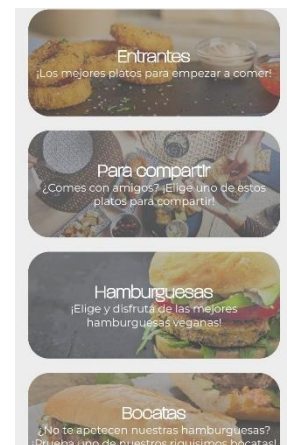 Entrantes
¡Los mejores platos para empezar a comer!
Para compartir
¿Comes con amigos? ¡Elige uno de estos
platos para compartir!
Hamburguesas
¡Elige y disfruta de las mejores
hamburguesas veganas!
Bocatas
¿No te apetecen nuestras hamburguesas?
¡Prueba uno de nuestros riquisimos bocatas!